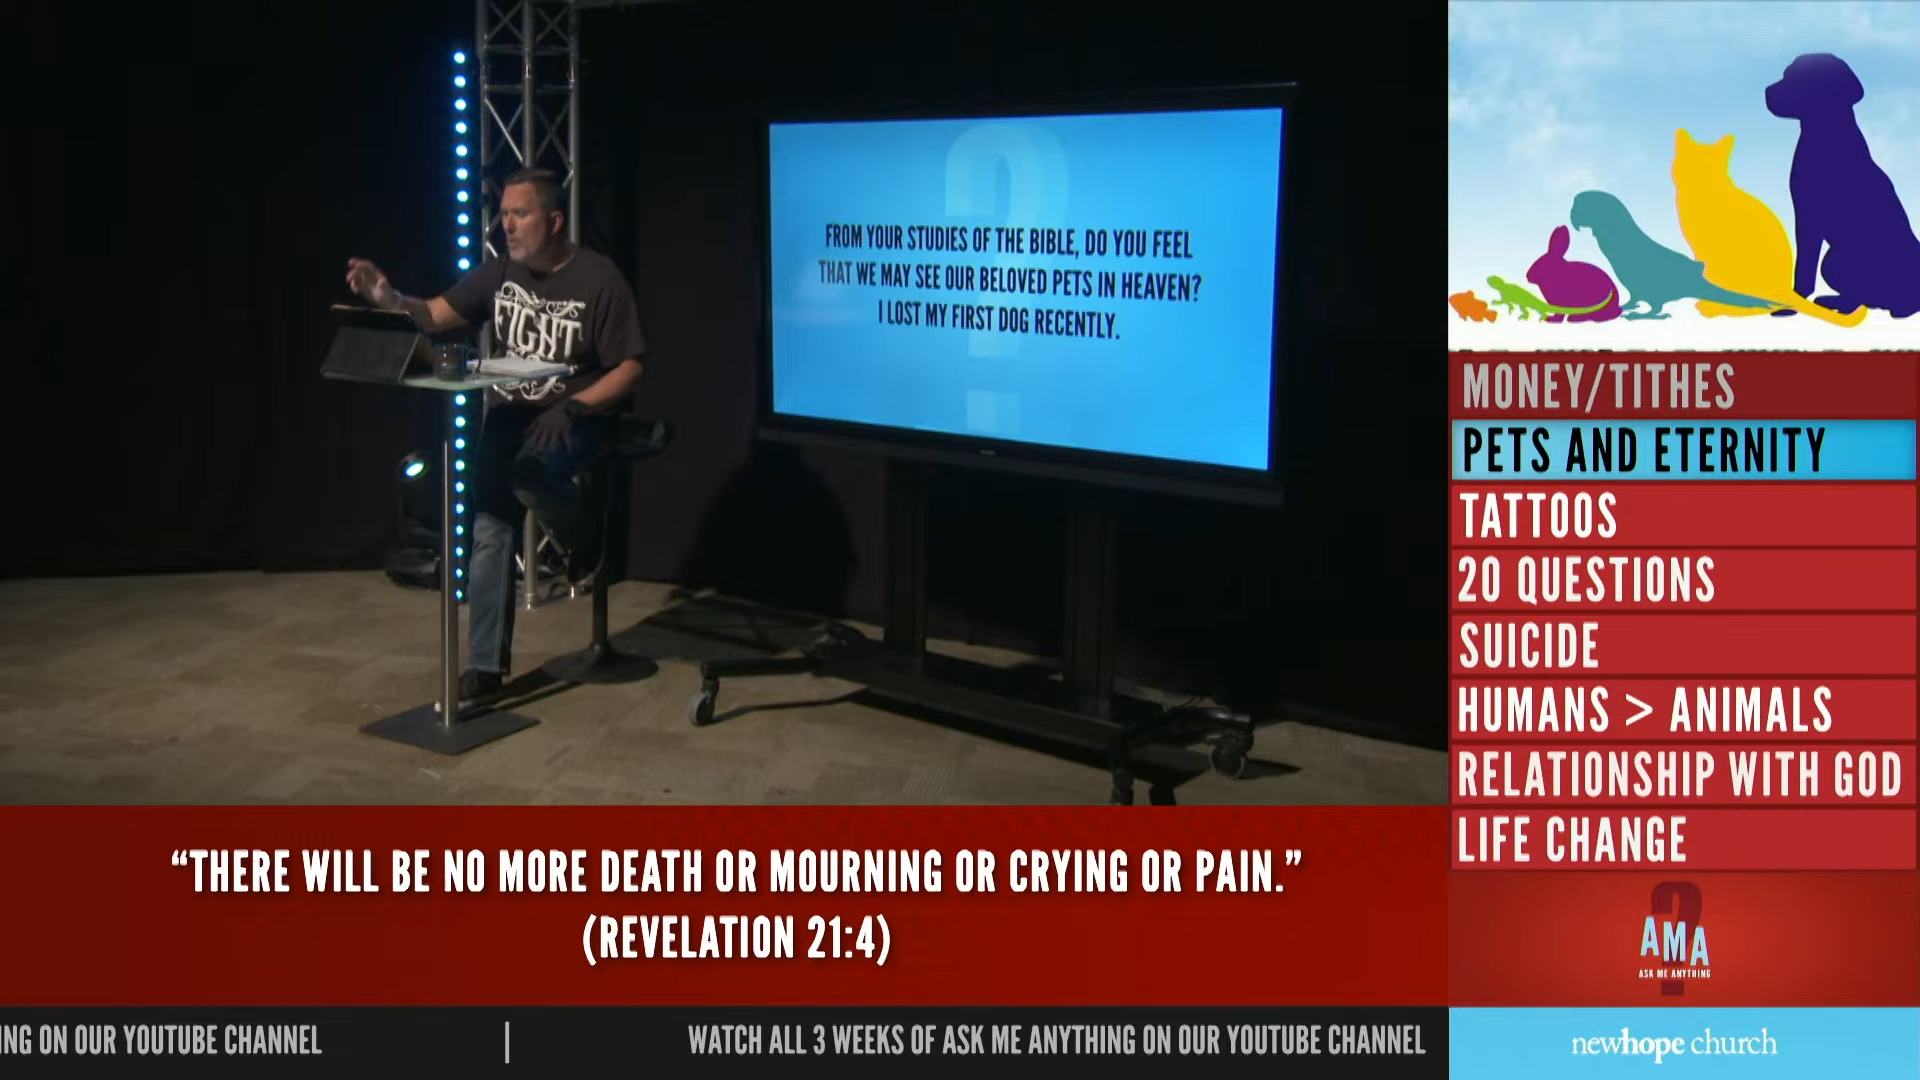 FROM YOUR STUDIES OF THE BIBLE, DO YOU FEEL
THAT WE MAY SEE OUR BELOVED PETS IN HEAVEN?
I LOST MY FIRST DOG RECENTLY.
FIGHT
MONEY/TITHES
PETS AND ETERNITY
TATTOOS
20 QUESTIONS
SUICIDE
HUMANS > ANIMALS
RELATIONSHIP WITH GOD
LIFE CHANGE
?
AMA
ASK ME ANYTHING
“THERE WILL BE NO MORE DEATH OR MOURNING OR CRYING OR PAIN.”
(REVELATION 21:4)
ING ON OUR YOUTUBE CHANNEL | WATCH ALL 3 WEEKS OF ASK ME ANYTHING ON OUR YOUTUBE CHANNEL
newhope church